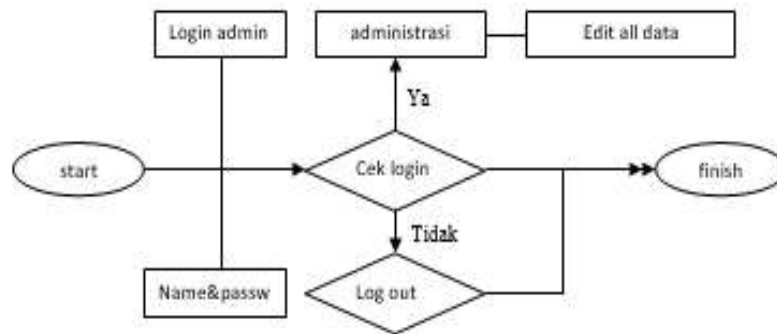 Login admin
administrasi
Edit all data
Ya
start
Cek login
finish
Tidak
Name&passw
Log out